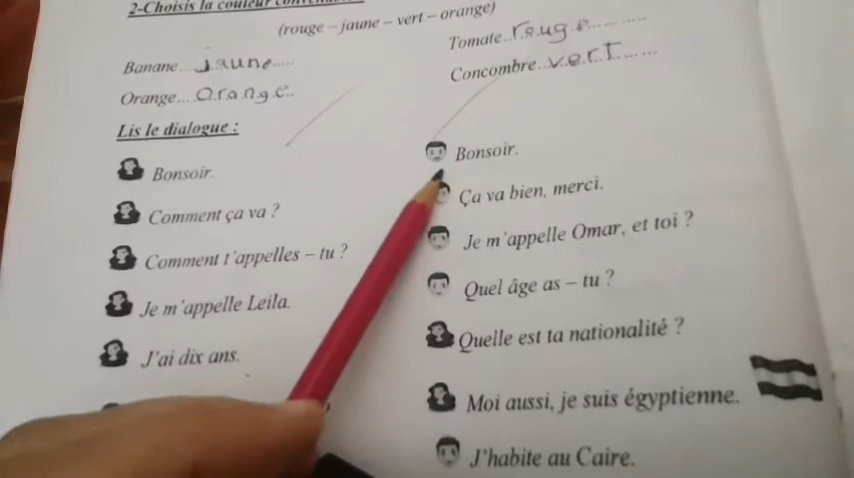 2-Choisis la couleur
(rouge – jaune – vert – orange)
Banane....jaune.....
Tomate..rouge...........
Orange....orange..
Concombre..vert.......
Lis le dialogue :
Bonsoir.
Bonsoir.
Comment ça va ?
Ça va bien, merci.
Comment t'appelles – tu ?
Je m'appelle Omar, et toi ?
Je m'appelle Leila.
Quel âge as – tu ?
J'ai dix ans.
Quelle est ta nationalité ?
Moi aussi, je suis égyptienne.
J'habite au Caire.